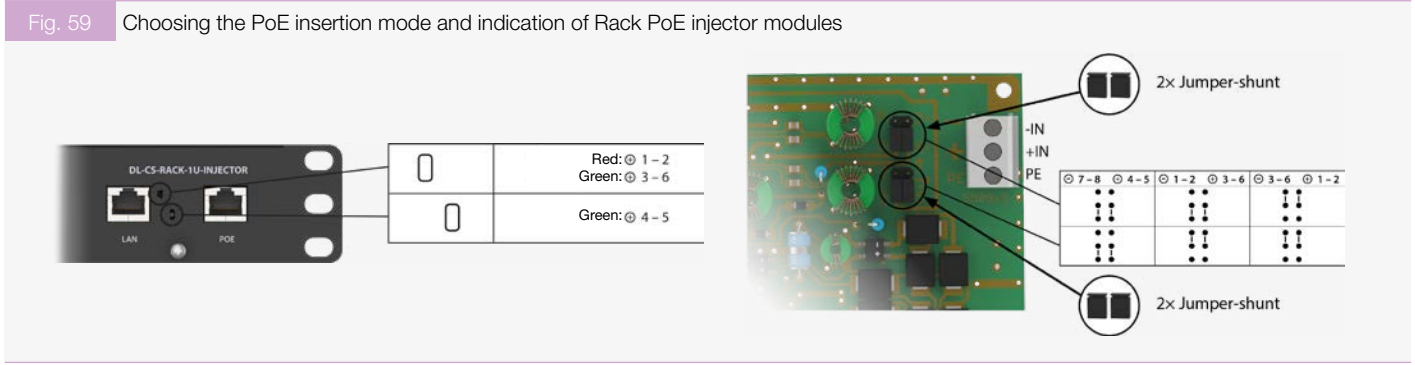 Fig. 59
Choosing the PoE insertion mode and indication of Rack PoE injector modules
DL-CS-RACK-1U-INJECTOR
LAN
POE
Red: ⊕ 1 – 2
Green: ⊕ 3 – 6
Green: ⊕ 4 – 5
2× Jumper-shunt
-IN
+IN
PE
⊖ 7 – 8 ⊕ 4 – 5
⊖ 1 – 2 ⊕ 3 – 6
⊖ 3 – 6 ⊕ 1 – 2
2× Jumper-shunt